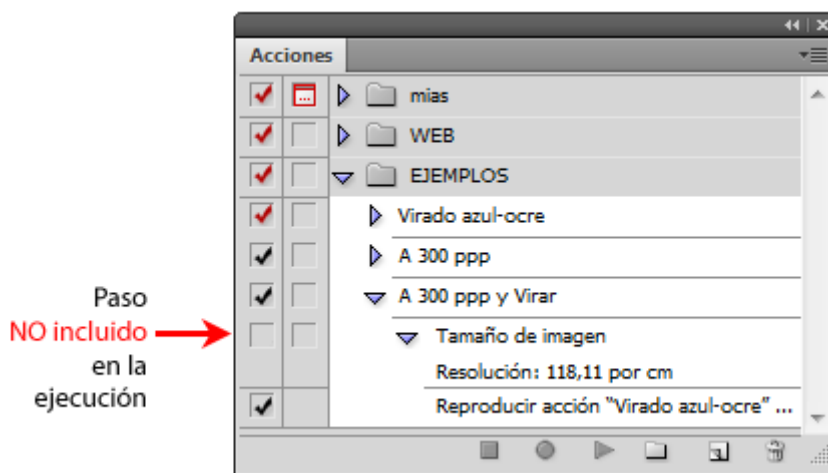 Acciones
mias
WEB
EJEMPLOS
Virado azul-ocre
A 300 ppp
A 300 ppp y Virar
Paso
NO incluido
en la
ejecución
Tamaño de imagen
Resolución: 118,11 por cm
Reproducir acción “Virado azul-ocre” ...